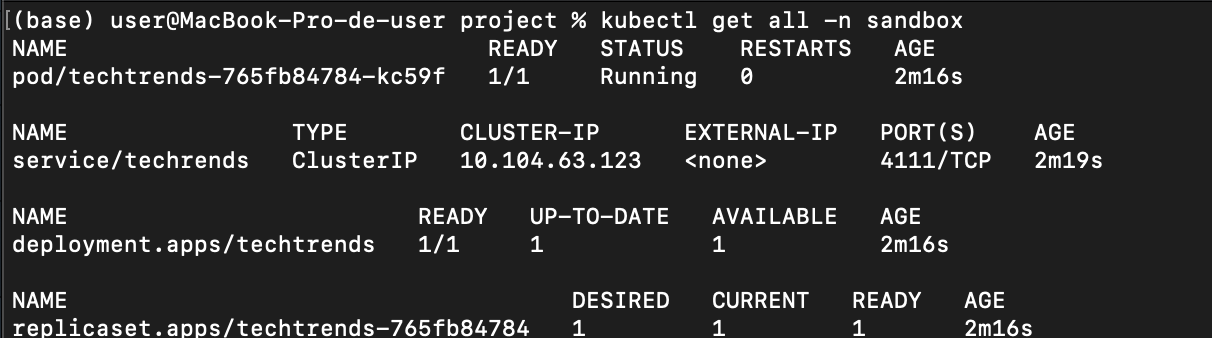 [(base) user@MacBook-Pro-de-user project % kubectl get all -n sandbox
NAME READY STATUS RESTARTS AGE
pod/techtrends-765fb84784-kc59f 1/1 Running 0 2m16s
NAME TYPE CLUSTER-IP EXTERNAL-IP PORT(S) AGE
service/techrends ClusterIP 10.104.63.123 <none> 4111/TCP 2m19s
NAME READY UP-TO-DATE AVAILABLE AGE
deployment.apps/techtrends 1/1 1 1 2m16s
NAME DESIRED CURRENT READY AGE
replicaset.apps/techtrends-765fb84784 1 1 1 2m16s